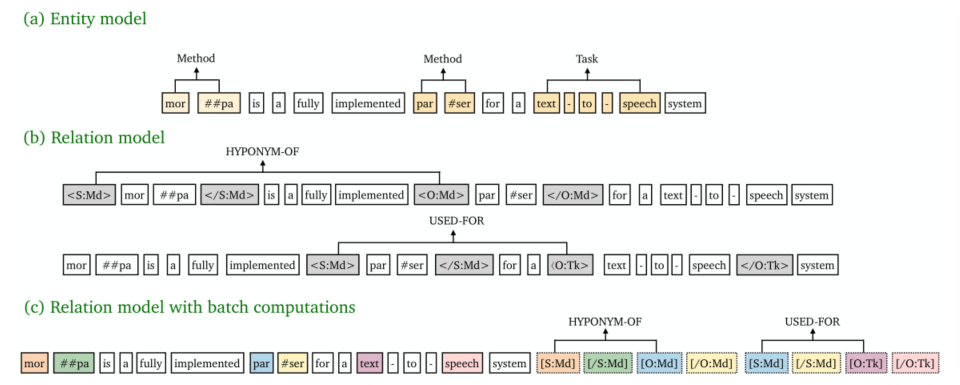 (a) Entity model
Method Method Task
mor ##pa is a fully implemented par #ser for a text - to - speech system
(b) Relation model
HYPONYM-OF
<S:Md> mor ##pa </S:Md> is a fully implemented <O:Md> par #ser </O:Md> for a text - to - speech system
USED-FOR
mor ##pa is a fully implemented <S:Md> par #ser </S:Md> for a ⟨O:Tk> text - to - speech </O:Tk> system
(c) Relation model with batch computations
HYPONYM-OF USED-FOR
mor ##pa is a fully implemented par #ser for a text - to - speech system [S:Md] [/S:Md] [O:Md] [/O:Md] [S:Md] [/S:Md] [O:Tk] [/O:Tk]